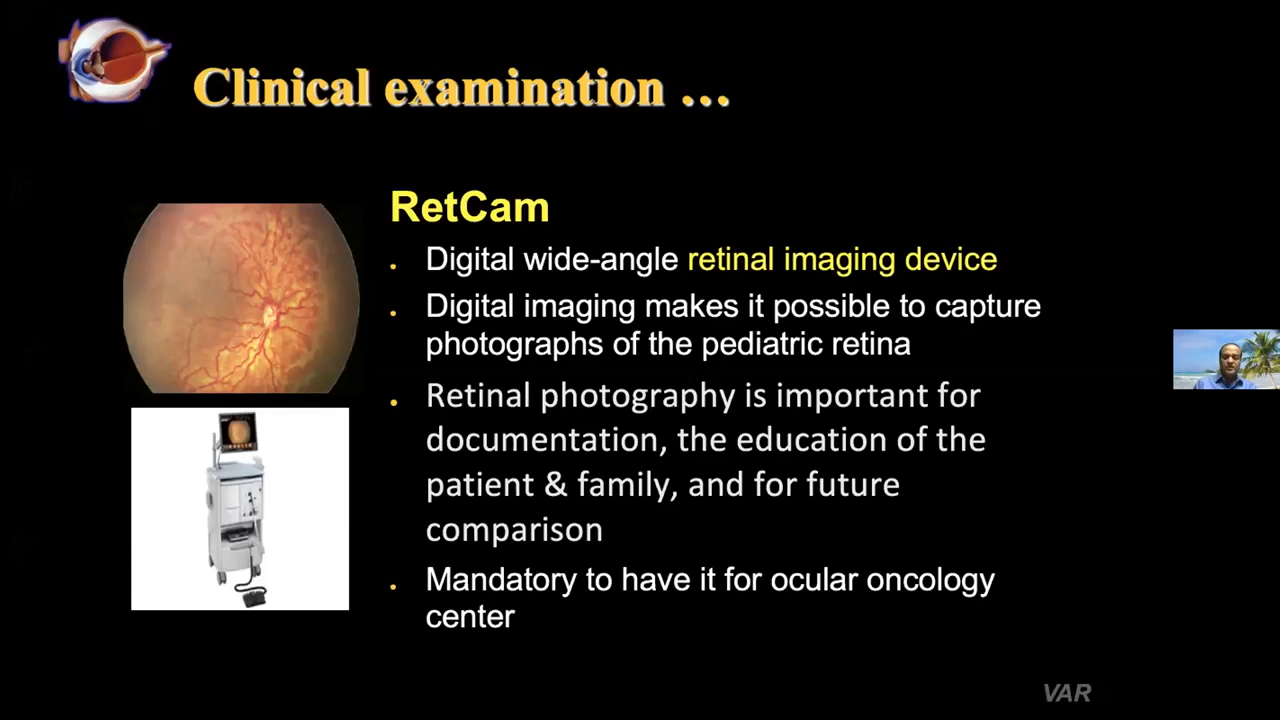 Clinical examination …
RetCam
Digital wide-angle retinal imaging device
Digital imaging makes it possible to capture
photographs of the pediatric retina
Retinal photography is important for
documentation, the education of the
patient & family, and for future
comparison
Mandatory to have it for ocular oncology
center
VAR